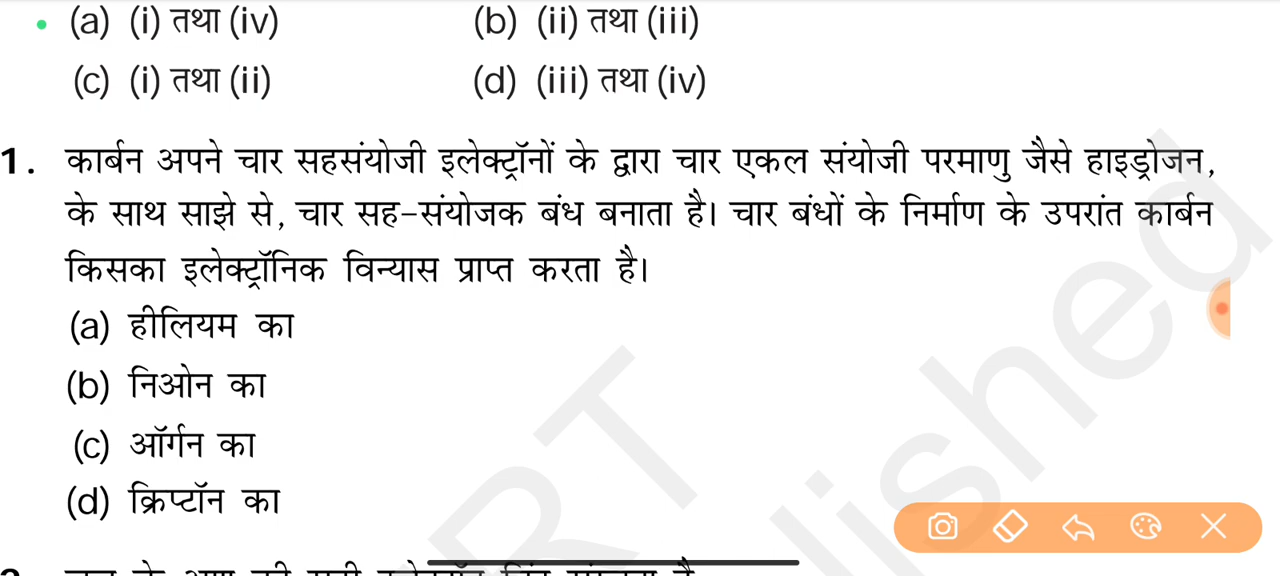 (a) (i) तथा (iv) (b) (ii) तथा (iii)
(c) (i) तथा (ii) (d) (iii) तथा (iv)
1. कार्बन अपने चार सहसंयोजी इलेक्ट्रॉनों के द्वारा चार एकल संयोजी परमाणु जैसे हाइड्रोजन,
के साथ साझे से, चार सह-संयोजक बंध बनाता है। चार बंधों के निर्माण के उपरांत कार्बन
किसका इलेक्ट्रॉनिक विन्यास प्राप्त करता है।
(a) हीलियम का
(b) निओन का
(c) ऑर्गन का
(d) क्रिप्टॉन का